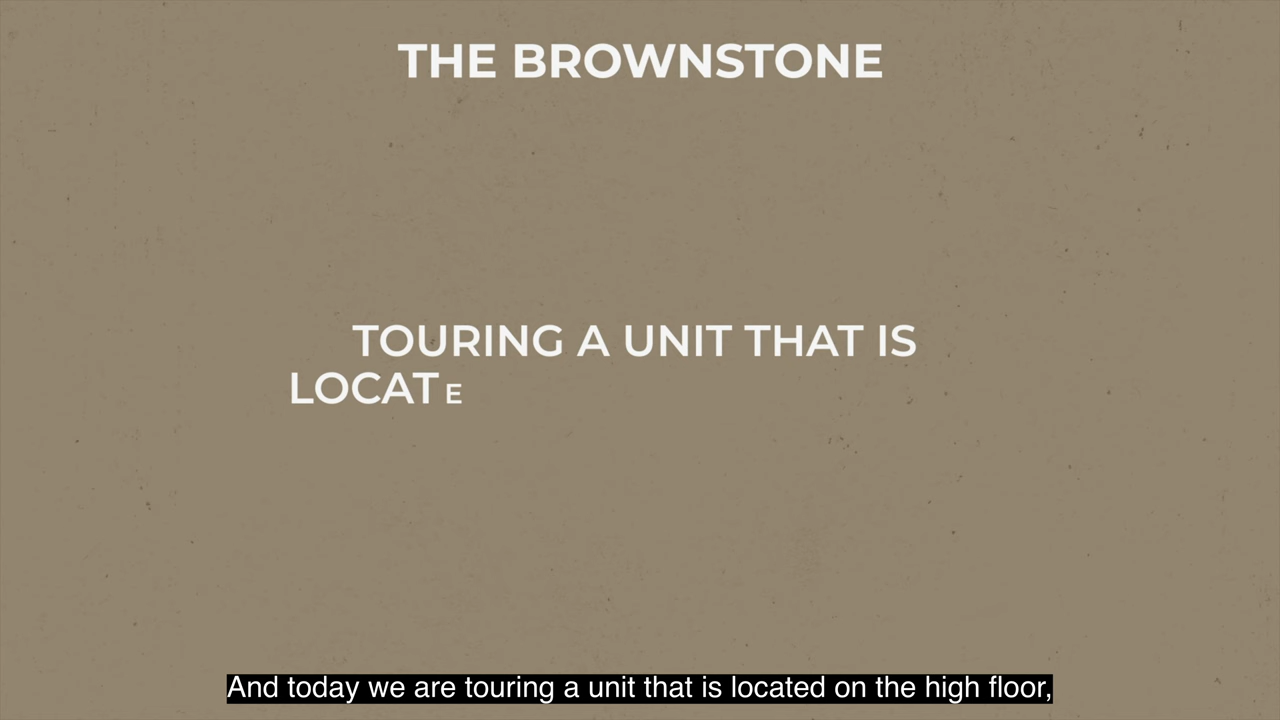 THE BROWNSTONE
TOURING A UNIT THAT IS
LOCATE
And today we are touring a unit that is located on the high floor,